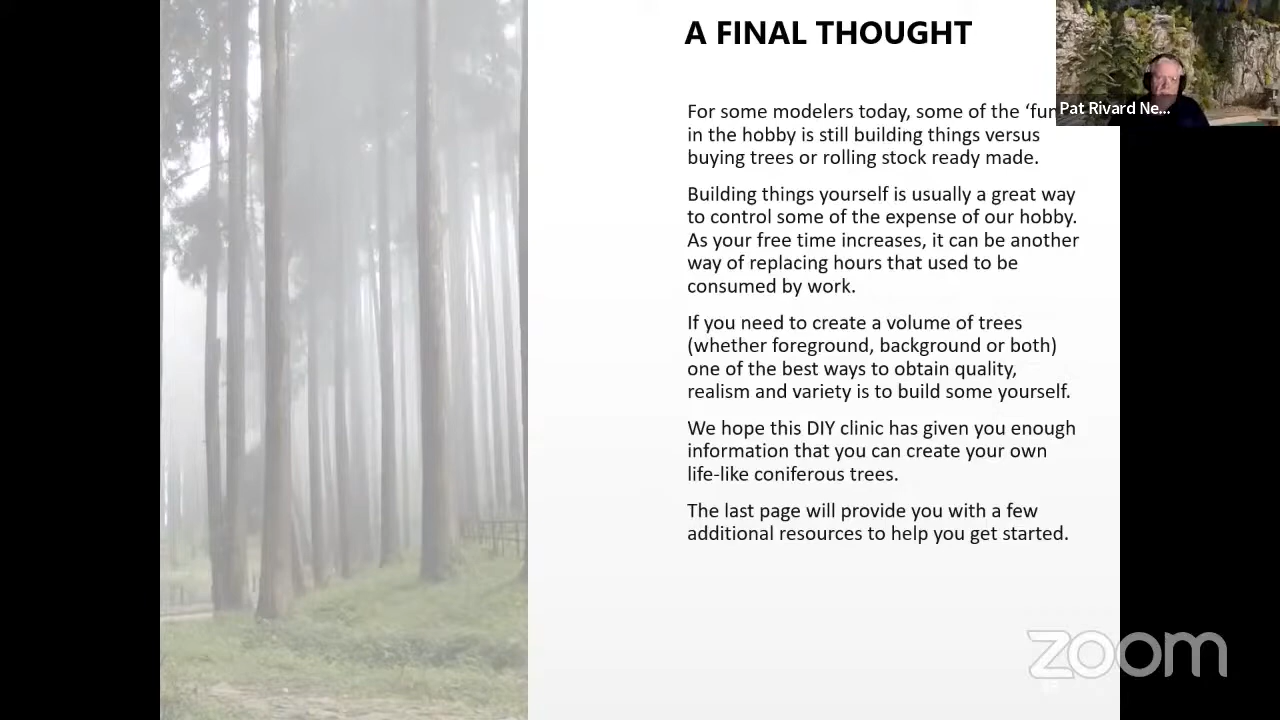 A FINAL THOUGHT
For some modelers today, some of the ‘fun
in the hobby is still building things versus
buying trees or rolling stock ready made.
Building things yourself is usually a great way
to control some of the expense of our hobby.
As your free time increases, it can be another
way of replacing hours that used to be
consumed by work.
If you need to create a volume of trees
(whether foreground, background or both)
one of the best ways to obtain quality,
realism and variety is to build some yourself.
We hope this DIY clinic has given you enough
information that you can create your own
life-like coniferous trees.
The last page will provide you with a few
additional resources to help you get started.
Pat Rivard Ne...
zoom